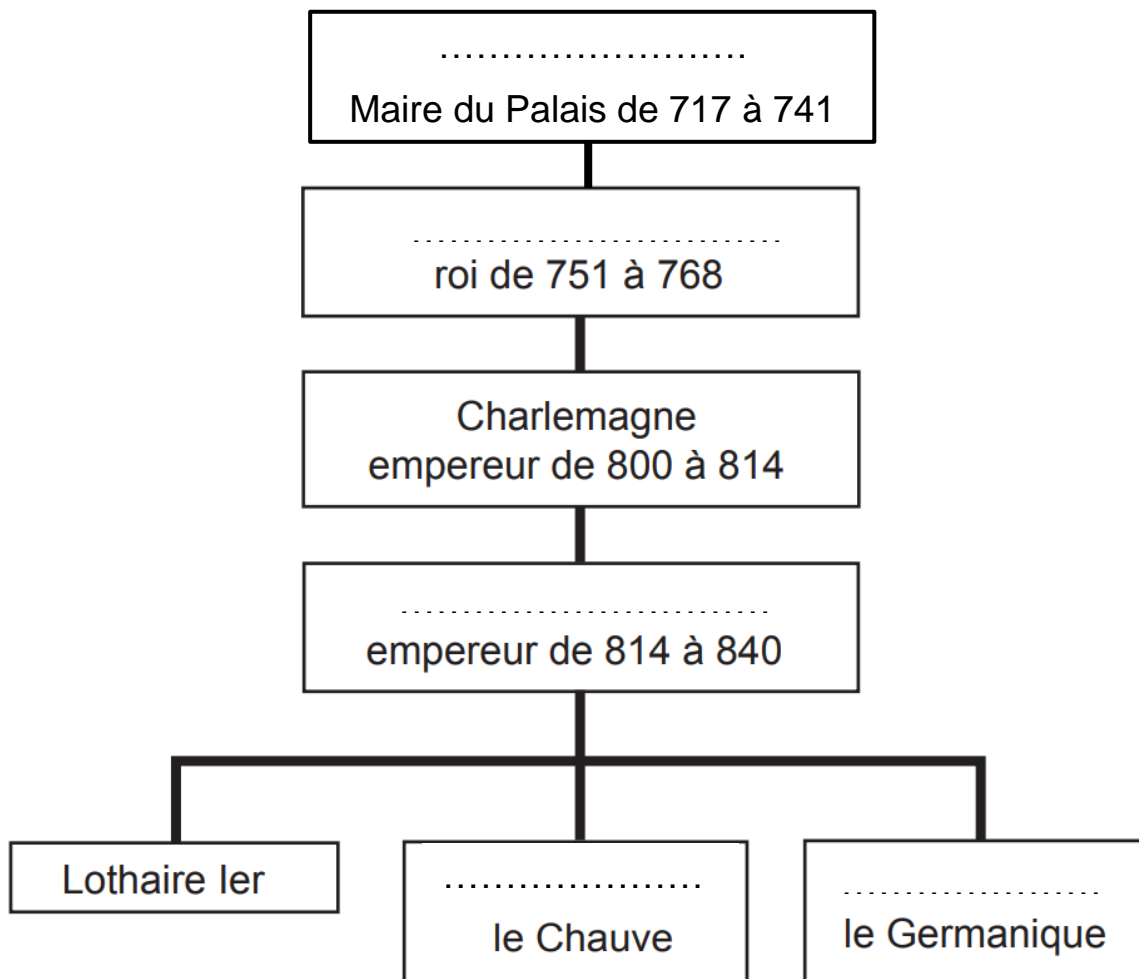 .........................
Maire du Palais de 717 à 741
------------------------------
roi de 751 à 768
Charlemagne
empereur de 800 à 814
------------------------------
empereur de 814 à 840
Lothaire Ier
.....................
le Chauve
---------------------
le Germanique